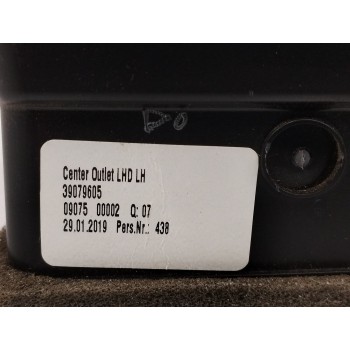 Center Outlet LHD LH
39079605
09075 00002 Q: 07
29.01.2019 Pers.Nr.: 438